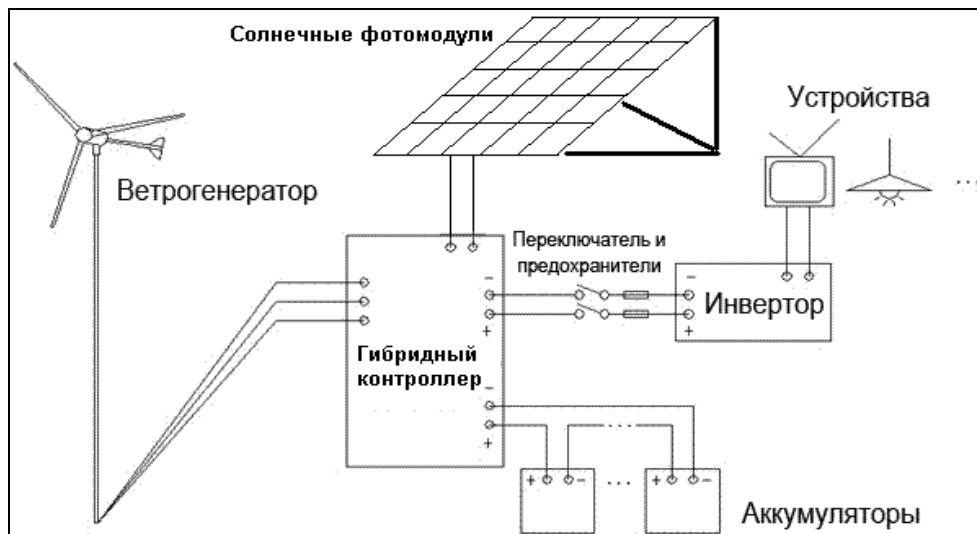 Солнечные фотомодули
Устройства
...
Ветрогенератор
Переключатель и
предохранители
−
−
Инвертор
+
+
Гибридный
контроллер
−
+
...
+ −
...
+ −
Аккумуляторы